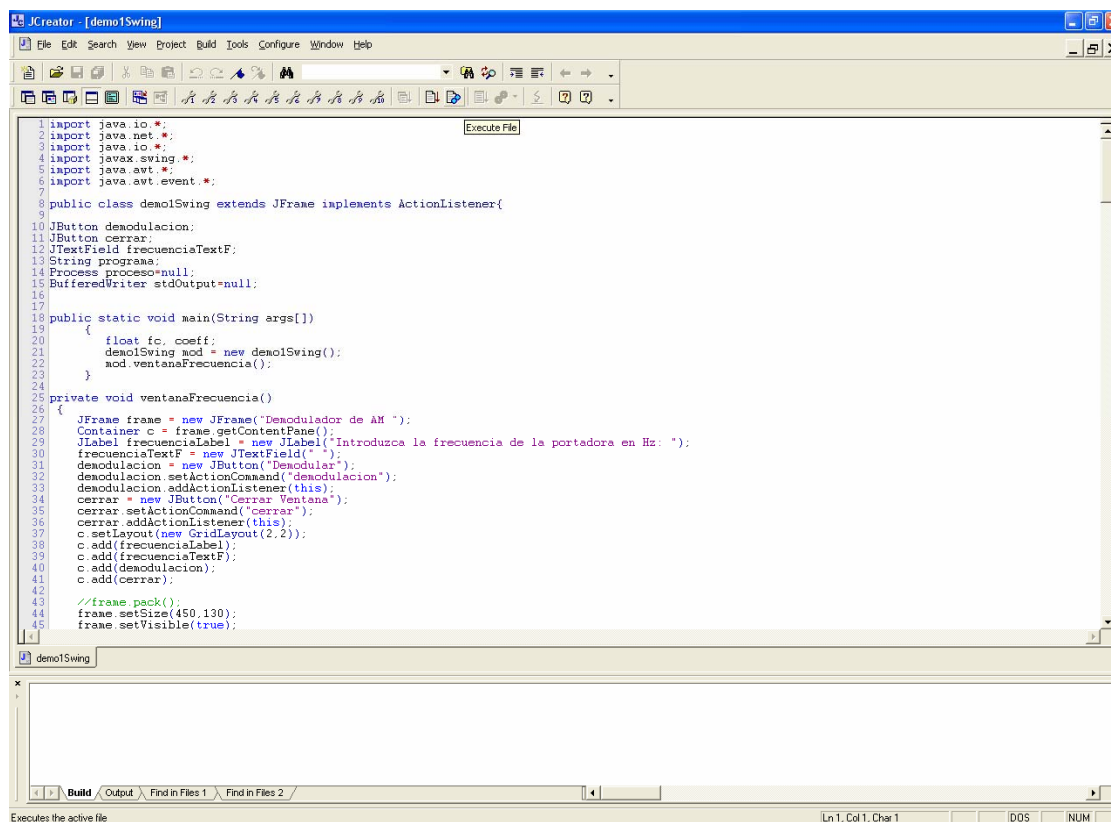 JCreator - [demo1Swing]
File Edit Search View Project Build Tools Configure Window Help
Execute File
1 import java.io.*;
2 import java.net.*;
3 import java.io.*;
4 import javax.swing.*;
5 import java.awt.*;
6 import java.awt.event.*;
7
8 public class demo1Swing extends JFrame implements ActionListener{
9
10 JButton demodulacion;
11 JButton cerrar;
12 JTextField frecuenciaTextF;
13 String programa;
14 Process proceso=null;
15 BufferedWriter stdOutput=null;
16
17
18 public static void main(String args[])
19 {
20 float fc, coeff;
21 demo1Swing mod = new demo1Swing();
22 mod.ventanaFrecuencia();
23 }
24
25 private void ventanaFrecuencia()
26 {
27 JFrame frame = new JFrame("Demodulador de AM ");
28 Container c = frame.getContentPane();
29 JLabel frecuenciaLabel = new JLabel("Introduzca la frecuencia de la portadora en Hz: ");
30 frecuenciaTextF = new JTextField(" ");
31 demodulacion = new JButton("Demodular");
32 demodulacion.setActionCommand("demodulacion");
33 demodulacion.addActionListener(this);
34 cerrar = new JButton("Cerrar Ventana");
35 cerrar.setActionCommand("cerrar");
36 cerrar.addActionListener(this);
37 c.setLayout(new GridLayout(2,2));
38 c.add(frecuenciaLabel);
39 c.add(frecuenciaTextF);
40 c.add(demodulacion);
41 c.add(cerrar);
42
43 //frame.pack();
44 frame.setSize(450,130);
45 frame.setVisible(true);
demo1Swing
Build Output Find in Files 1 Find in Files 2
Executes the active file Ln 1, Col 1, Char 1 DOS NUM